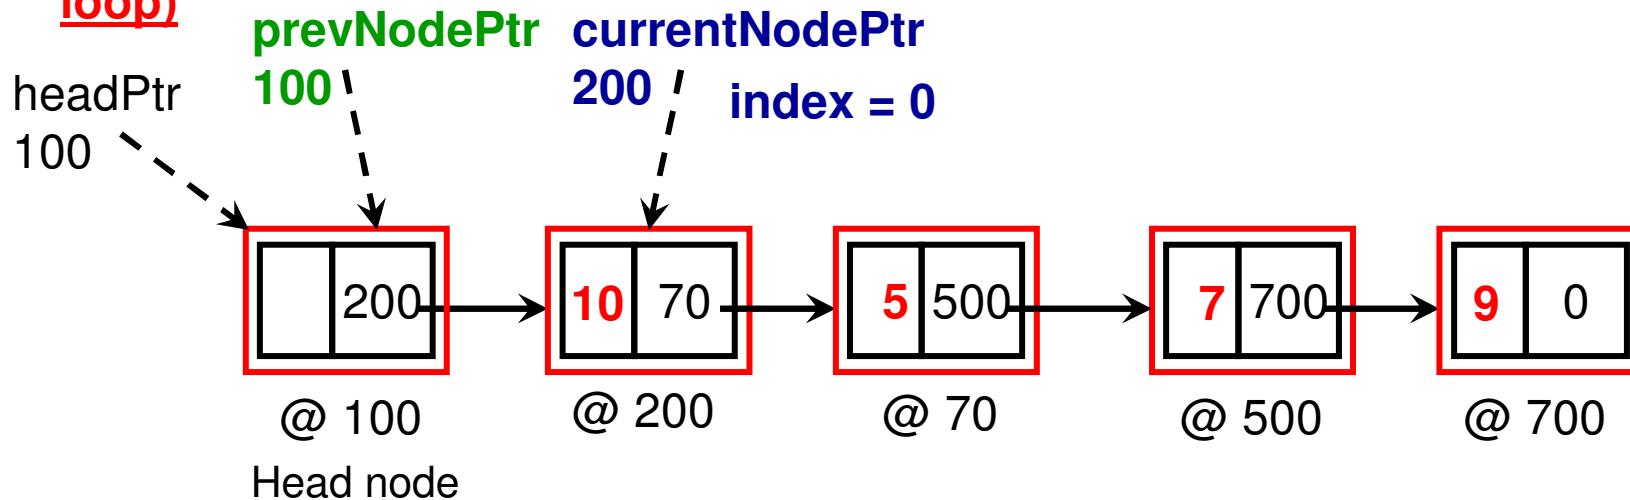 loop)
prevNodePtr
100
currentNodePtr
200
index = 0
headPtr
100
200
10 70
5 500
7 700
9 0
@ 100
@ 200
@ 70
@ 500
@ 700
Head node